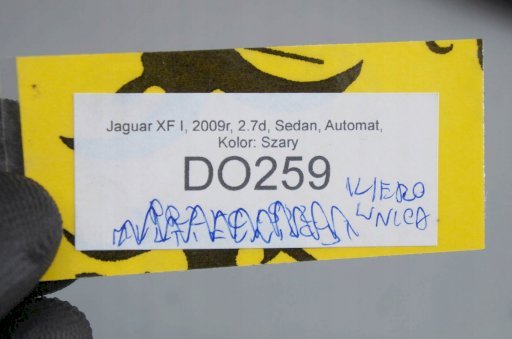 Jaguar XF I, 2009r, 2.7d, Sedan, Automat,
Kolor: Szary
DO259
KIERO
WNICA